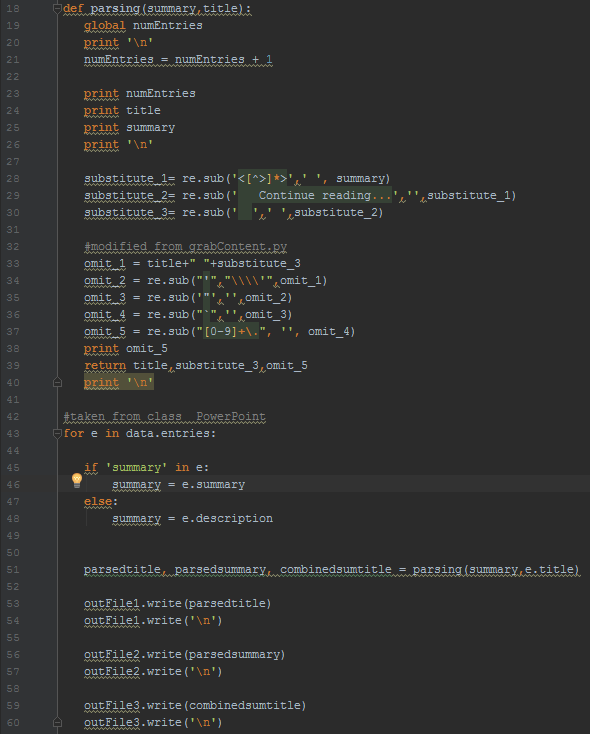 18 def parsing(summary,title):
19 global numEntries
20 print '\n'
21 numEntries = numEntries + 1
22
23 print numEntries
24 print title
25 print summary
26 print '\n'
27
28 substitute_1= re.sub('<[^>]*>',' ', summary)
29 substitute_2= re.sub('   Continue reading...','',substitute_1)
30 substitute_3= re.sub('  ',' ',substitute_2)
31
32 #modified from grabContent.py
33 omit_1 = title+" "+substitute_3
34 omit_2 = re.sub("'","\\\\'",omit_1)
35 omit_3 = re.sub('"','',omit_2)
36 omit_4 = re.sub("`",'',omit_3)
37 omit_5 = re.sub("[0-9]+\.", '', omit_4)
38 print omit_5
39 return title,substitute_3,omit_5
40 print '\n'
41
42 #taken from class  PowerPoint
43 for e in data.entries:
44
45 if 'summary' in e:
46 summary = e.summary
47 else:
48 summary = e.description
49
50
51 parsedtitle, parsedsummary, combinedsumtitle = parsing(summary,e.title)
52
53 outFile1.write(parsedtitle)
54 outFile1.write('\n')
55
56 outFile2.write(parsedsummary)
57 outFile2.write('\n')
58
59 outFile3.write(combinedsumtitle)
60 outFile3.write('\n')